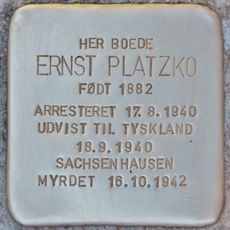 HER BOEDE
ERNST PLATZKO
FØDT 1882
ARRESTERET 17.8.1940
UDVIST TIL TYSKLAND
18.9.1940
SACHSENHAUSEN
MYRDET 16.10.1942